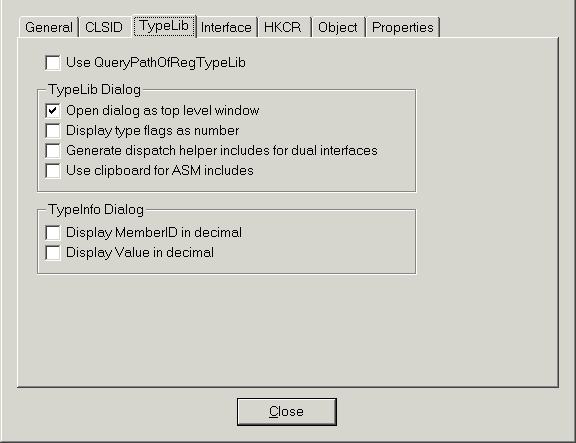 General CLSID TypeLib Interface HKCR Object Properties
Use QueryPathOfRegTypeLib
TypeLib Dialog
Open dialog as top level window
Display type flags as number
Generate dispatch helper includes for dual interfaces
Use clipboard for ASM includes
TypeInfo Dialog
Display MemberID in decimal
Display Value in decimal
Close